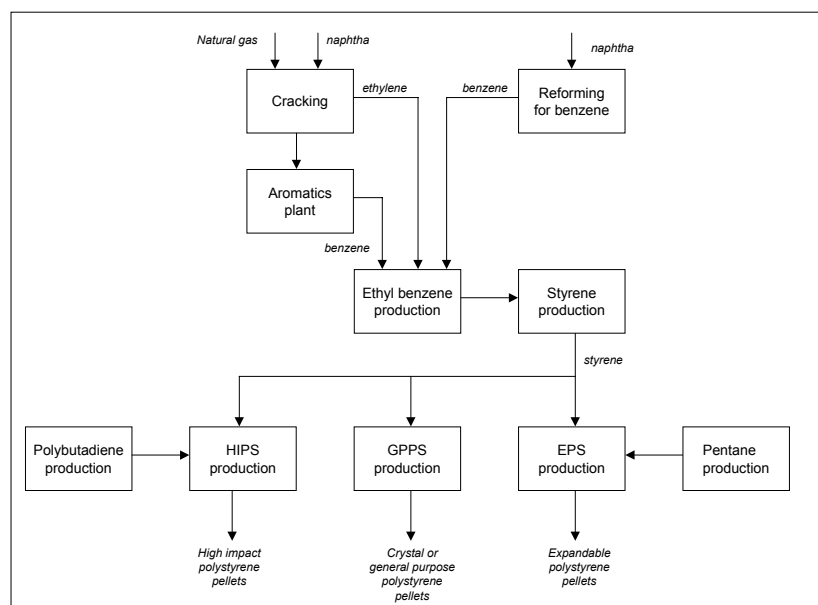 Natural gas
naphtha
naphtha
Cracking
ethylene
benzene
Reforming
for benzene
Aromatics
plant
benzene
Ethyl benzene
production
Styrene
production
styrene
Polybutadiene
production
HIPS
production
GPPS
production
EPS
production
Pentane
production
High impact
polystyrene
pellets
Crystal or
general purpose
polystyrene
pellets
Expandable
polystyrene
pellets